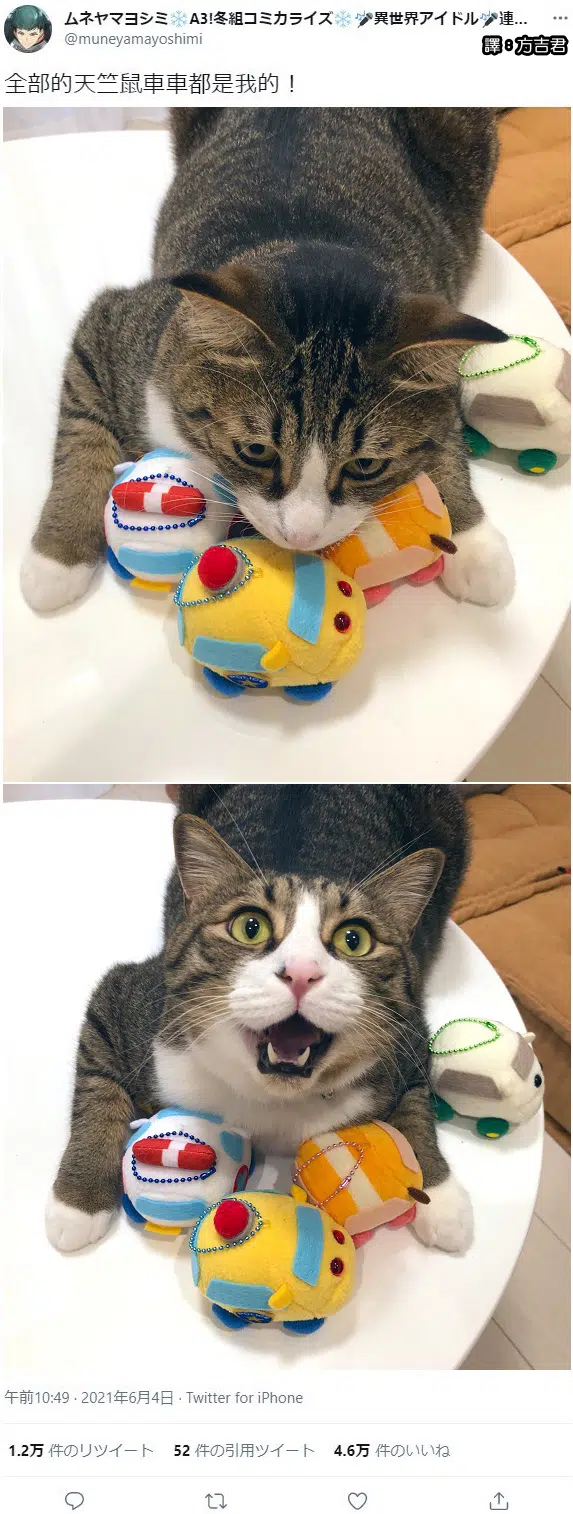 ムネヤマヨシミ❄️A3!冬組コミカライズ❄️🎤異世界アイドル🎤連...
@muneyamayoshimi
譯8方吉君
全部的天竺鼠車車都是我的！
POLICE
午前10:49 · 2021年6月4日 · Twitter for iPhone
1.2万 件のリツイート 52 件の引用ツイート 4.6万 件のいいね